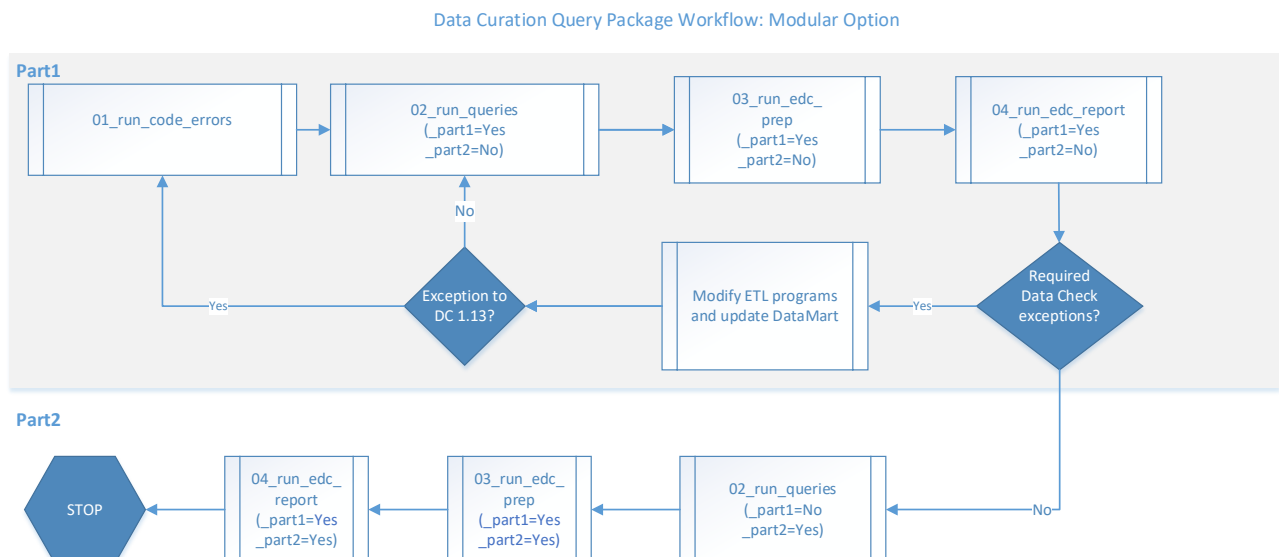 Data Curation Query Package Workflow: Modular Option
Part1
01_run_code_errors
02_run_queries
(_part1=Yes
_part2=No)
03_run_edc_
prep
(_part1=Yes
_part2=No)
04_run_edc_report
(_part1=Yes
_part2=No)
No
Exception to
DC 1.13?
Yes
Modify ETL programs
and update DataMart
Yes
Required
Data Check
exceptions?
Part2
STOP
04_run_edc_
report
(_part1=Yes
_part2=Yes)
03_run_edc_
prep
(_part1=Yes
_part2=Yes)
02_run_queries
(_part1=No
_part2=Yes)
No